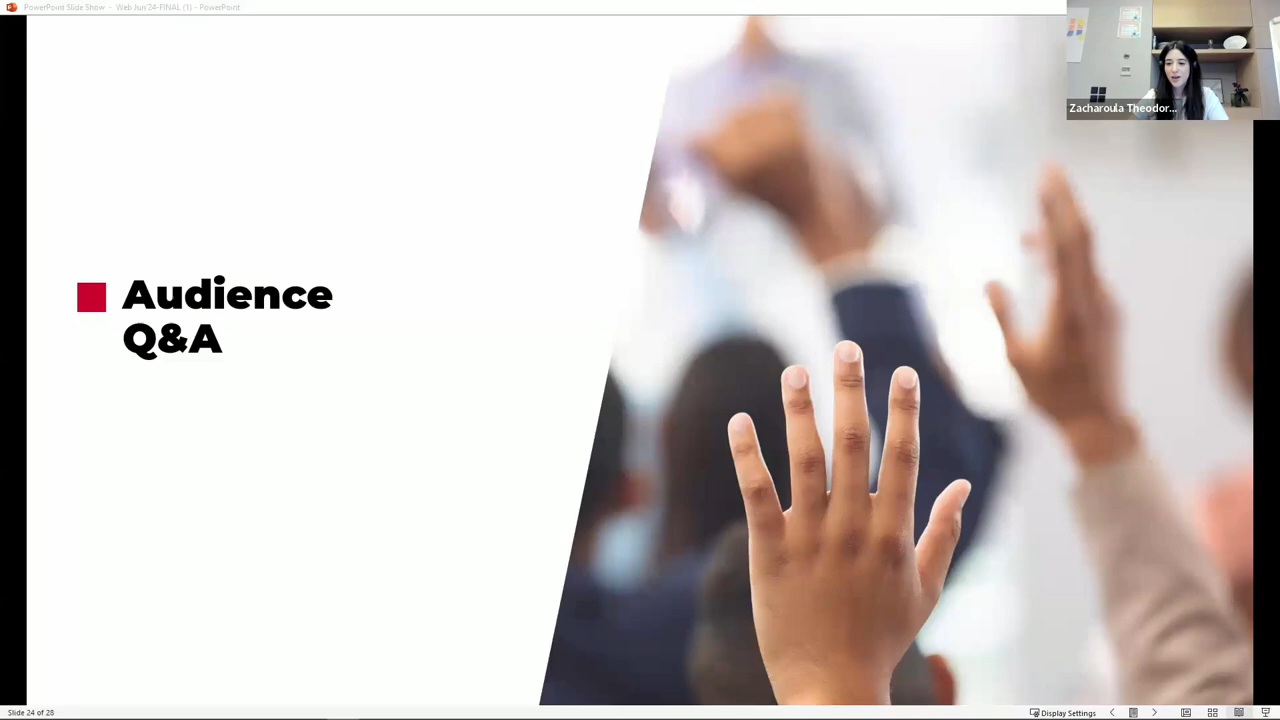 PowerPoint Slide Show - Web Jun'24-FINAL (1) - PowerPoint
Zacharoula Theodor...
Audience
Q&A
Slide 24 of 28
Display Settings